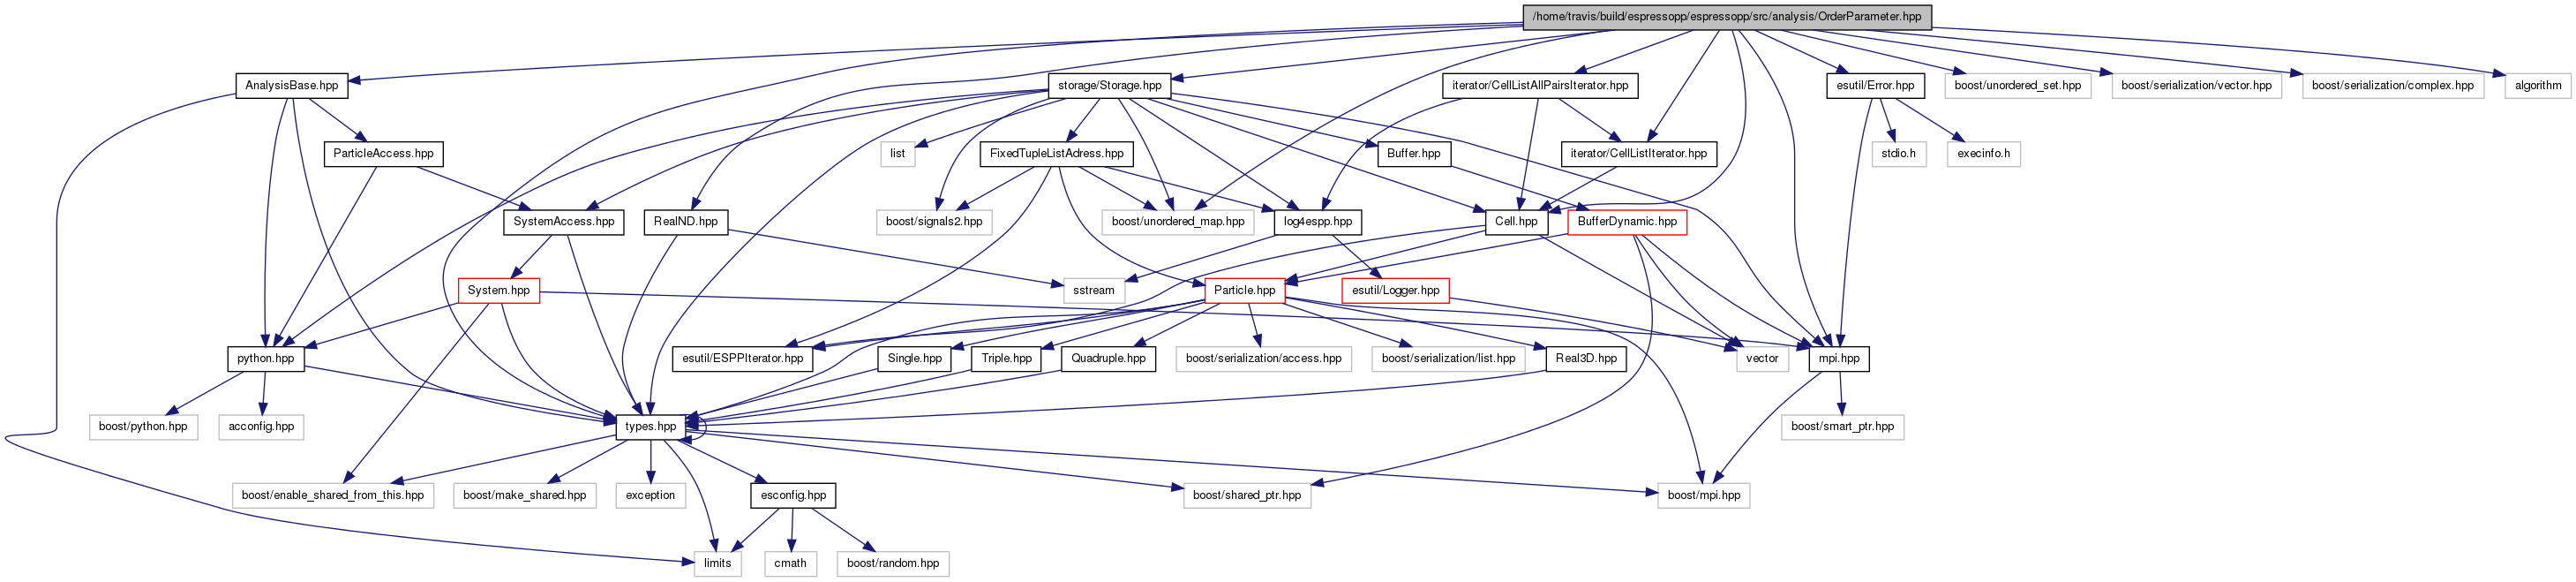 /home/travis/build/espressopp/espressopp/src/analysis/OrderParameter.hpp
AnalysisBase.hpp
storage/Storage.hpp
iterator/CellListAllPairsIterator.hpp
esutil/Error.hpp
boost/unordered_set.hpp
boost/serialization/vector.hpp
boost/serialization/complex.hpp
algorithm
ParticleAccess.hpp
list
FixedTupleListAdress.hpp
Buffer.hpp
iterator/CellListIterator.hpp
stdio.h
execinfo.h
SystemAccess.hpp
RealND.hpp
boost/signals2.hpp
boost/unordered_map.hpp
log4espp.hpp
Cell.hpp
BufferDynamic.hpp
System.hpp
sstream
Particle.hpp
esutil/Logger.hpp
python.hpp
esutil/ESPPIterator.hpp
Single.hpp
Triple.hpp
Quadruple.hpp
boost/serialization/access.hpp
boost/serialization/list.hpp
Real3D.hpp
vector
mpi.hpp
boost/python.hpp
acconfig.hpp
types.hpp
boost/smart_ptr.hpp
boost/enable_shared_from_this.hpp
boost/make_shared.hpp
exception
esconfig.hpp
boost/shared_ptr.hpp
boost/mpi.hpp
limits
cmath
boost/random.hpp